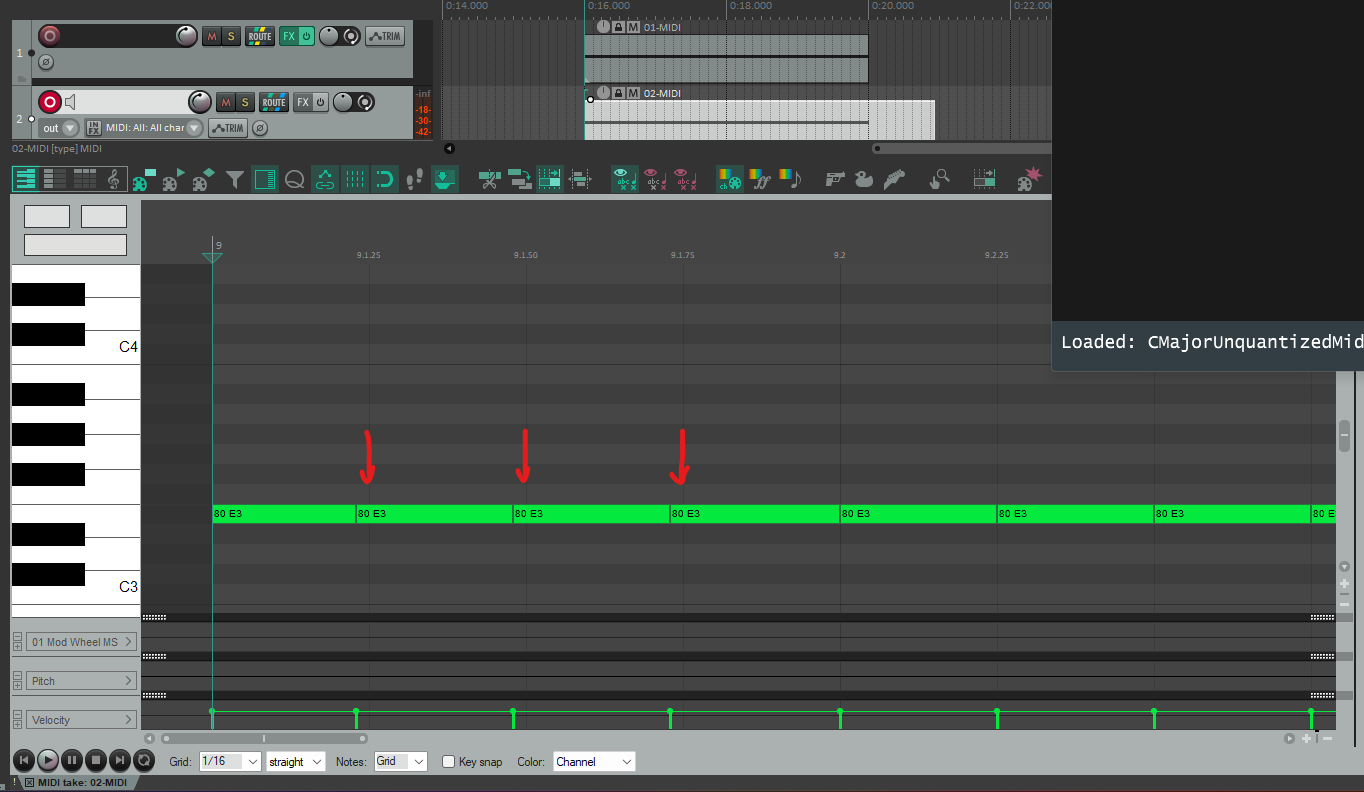 0:14.000 0:16.000 0:18.000 0:20.000 0:22.000
01-MIDI
M S ROUTE FX TRIM
1
M 02-MIDI
M S ROUTE FX -inf
-18-
2
-30-
out IN FX MIDI: All: All char TRIM -42-
02-MIDI [type] MIDI
9
9.1.25 9.1.50 9.1.75 9.2 9.2.25
Loaded: CMajorUnquantizedMid
C4
80 E3 80 E3 80 E3 80 E3 80 E3 80 E3 80 E3 80 E
C3
01 Mod Wheel MS >
Pitch >
Velocity >
Grid: 1/16 straight Notes: Grid Key snap Color: Channel
MIDI take: 02-MIDI